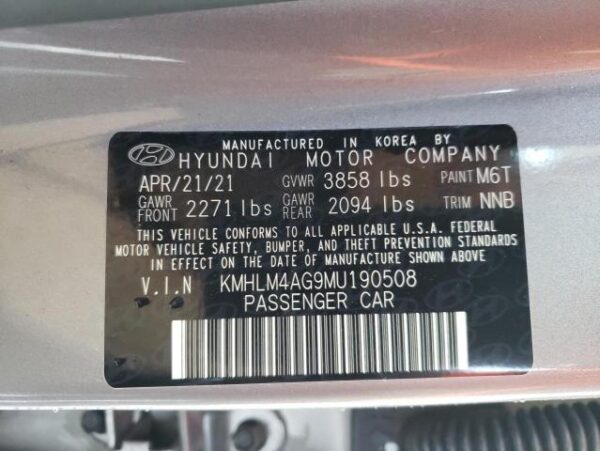 MANUFACTURED IN KOREA BY
HYUNDAI MOTOR COMPANY
APR/21/21 GVWR 3858 lbs PAINT M6T
GAWR FRONT 2271 lbs GAWR REAR 2094 lbs TRIM NNB
THIS VEHICLE CONFORMS TO ALL APPLICABLE U.S.A. FEDERAL
MOTOR VEHICLE SAFETY, BUMPER, AND THEFT PREVENTION STANDARDS
IN EFFECT ON THE DATE OF MANUFACTURE SHOWN ABOVE
V.I.N KMHLM4AG9MU190508
PASSENGER CAR